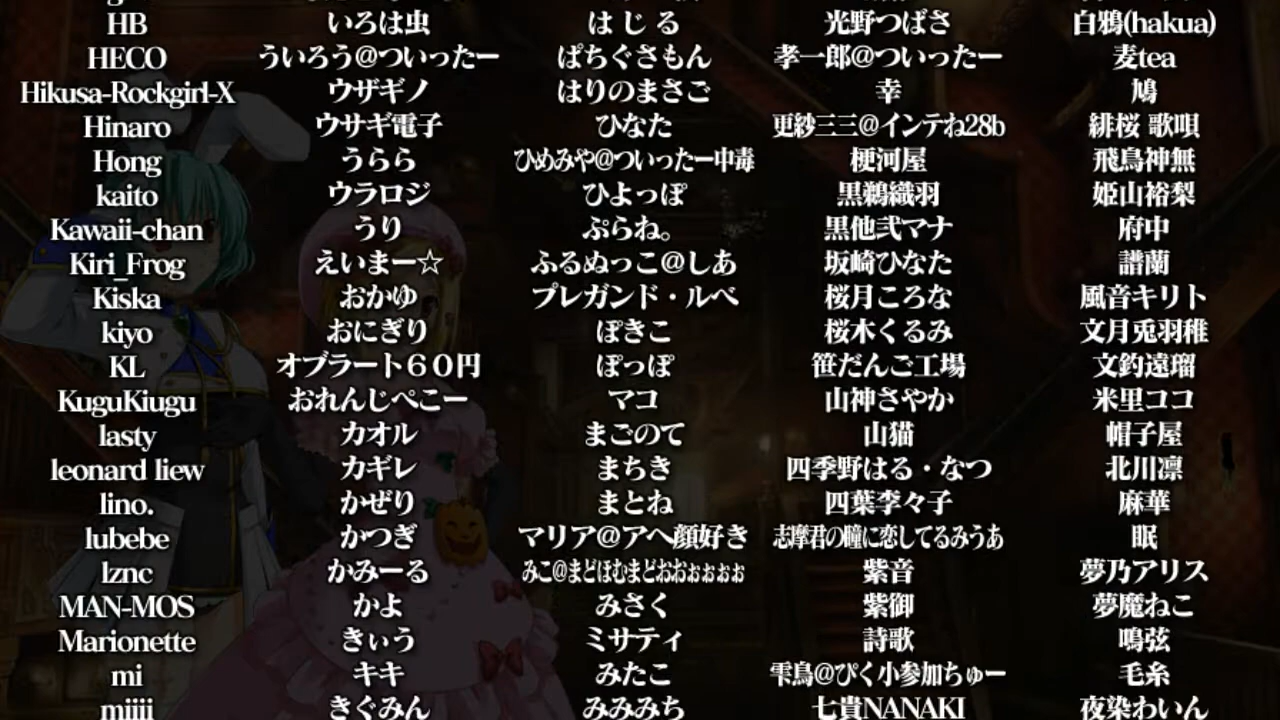 HB いろは虫 はじる 光野つばさ 白鴉(hakua)
HECO ういろう@ついったー ぱちぐさもん 孝一郎@ついったー 麦tea
Hikusa-Rockgirl-X ウザギノ はりのまさご 幸 鳩
Hinaro ウサギ電子 ひなた 更紗三三@インテね28b 緋桜 歌唄
Hong うらら ひめみや@ついったー中毒 梗河屋 飛鳥神無
kaito ウラロジ ひよっぽ 黒鵜織羽 姫山裕梨
Kawaii-chan うり ぷらね。 黒他弐マナ 府中
Kiri_Frog えいまー☆ ふるぬっこ@しあ 坂崎ひなた 譜蘭
Kiska おかゆ プレガンド・ルベ 桜月ころな 風音キリト
kiyo おにぎり ぽきこ 桜木くるみ 文月兎羽稚
KL オブラート60円 ぽっぽ 笹だんご工場 文釣遠瑠
KuguKiugu おれんじぺこー マコ 山神さやか 米里ココ
lasty カオル まごのて 山猫 帽子屋
leonard liew カギレ まちき 四季野はる・なつ 北川凛
lino. かぜり まとね 四葉李々子 麻華
lubebe かつぎ マリア@アヘ顔好き 志摩君の瞳に恋してるみうあ 眠
lznc かみーる みこ@まどほむまどおおぉぉぉぉ 紫音 夢乃アリス
MAN-MOS かよ みさく 紫御 夢魔ねこ
Marionette きぃう ミサティ 詩歌 鳴弦
mi キキ みたこ 雫鳥@ぴく小参加ちゅー 毛糸
miiii きぐみん みみみち 七貴NANAKI 夜染わいん